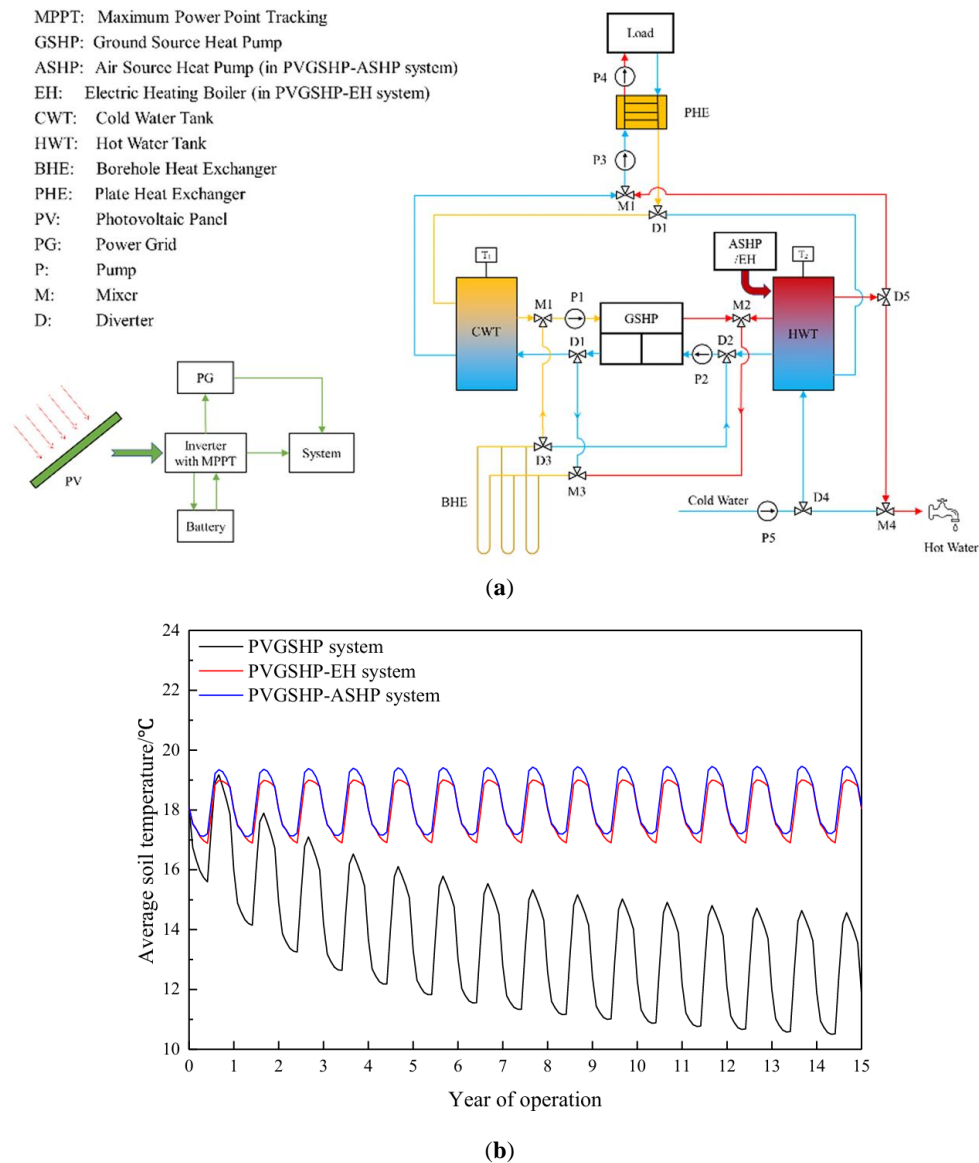 MPPT: Maximum Power Point Tracking
GSHP: Ground Source Heat Pump
ASHP: Air Source Heat Pump (in PVGSHP-ASHP system)
EH: Electric Heating Boiler (in PVGSHP-EH system)
CWT: Cold Water Tank
HWT: Hot Water Tank
BHE: Borehole Heat Exchanger
PHE: Plate Heat Exchanger
PV: Photovoltaic Panel
PG: Power Grid
P: Pump
M: Mixer
D: Diverter
Load
P4
PHE
P3
M1
D1
T1
ASHP
/EH
T2
M1
P1
GSHP
M2
D5
CWT
HWT
D1
P2
D2
PG
Inverter
with MPPT
System
PV
Battery
D3
BHE
M3
Cold Water
D4
P5
M4
Hot Water
(a)
24
22
20
18
16
14
12
10
Average soil temperature/℃
PVGSHP system
PVGSHP-EH system
PVGSHP-ASHP system
0 1 2 3 4 5 6 7 8 9 10 11 12 13 14 15
Year of operation
(b)